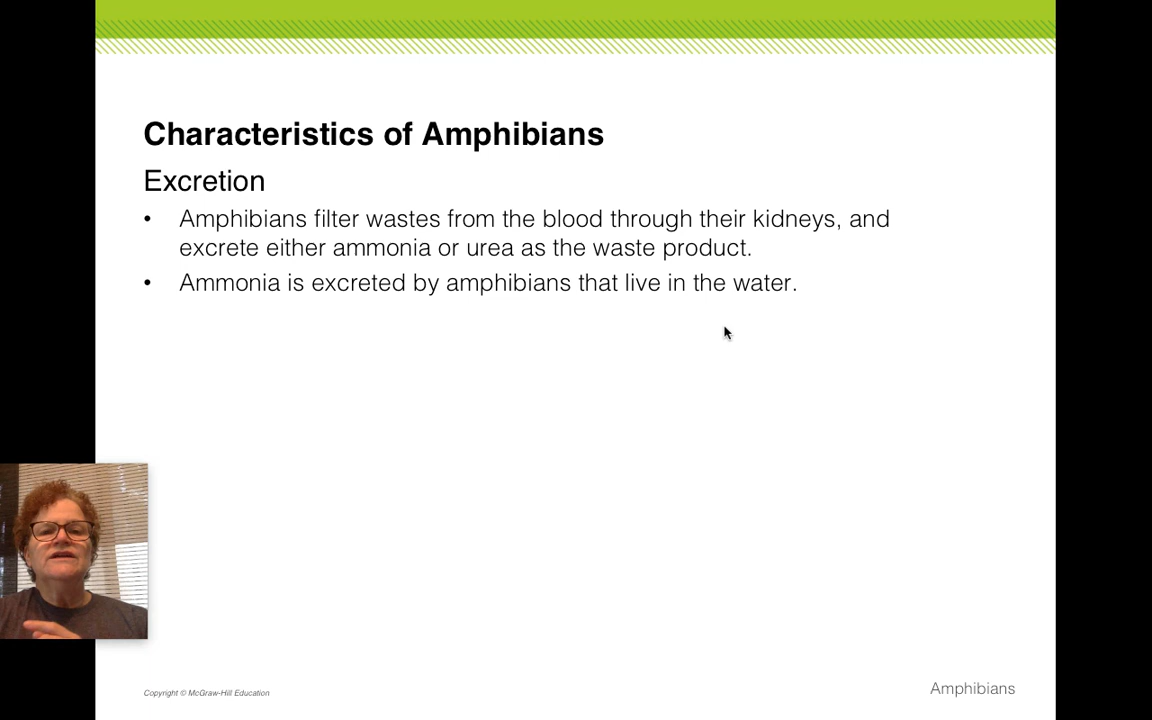 Characteristics of Amphibians
Excretion
• Amphibians filter wastes from the blood through their kidneys, and
excrete either ammonia or urea as the waste product.
• Ammonia is excreted by amphibians that live in the water.
Copyright © McGraw-Hill Education
Amphibians